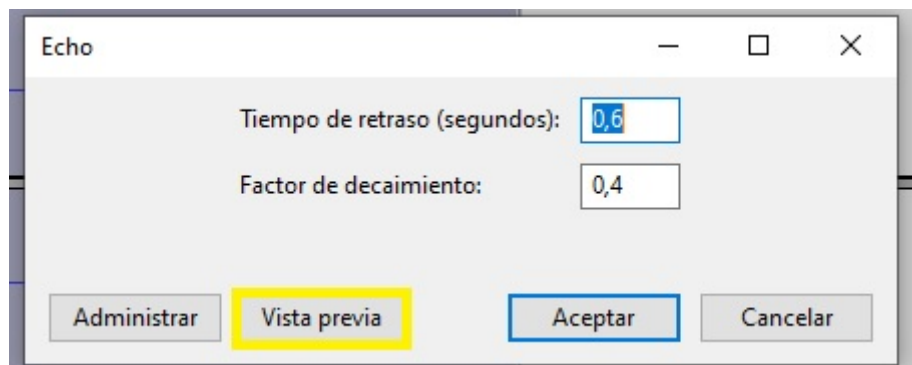 Echo
Tiempo de retraso (segundos): 0,6
Factor de decaimiento: 0,4
Administrar Vista previa Aceptar Cancelar